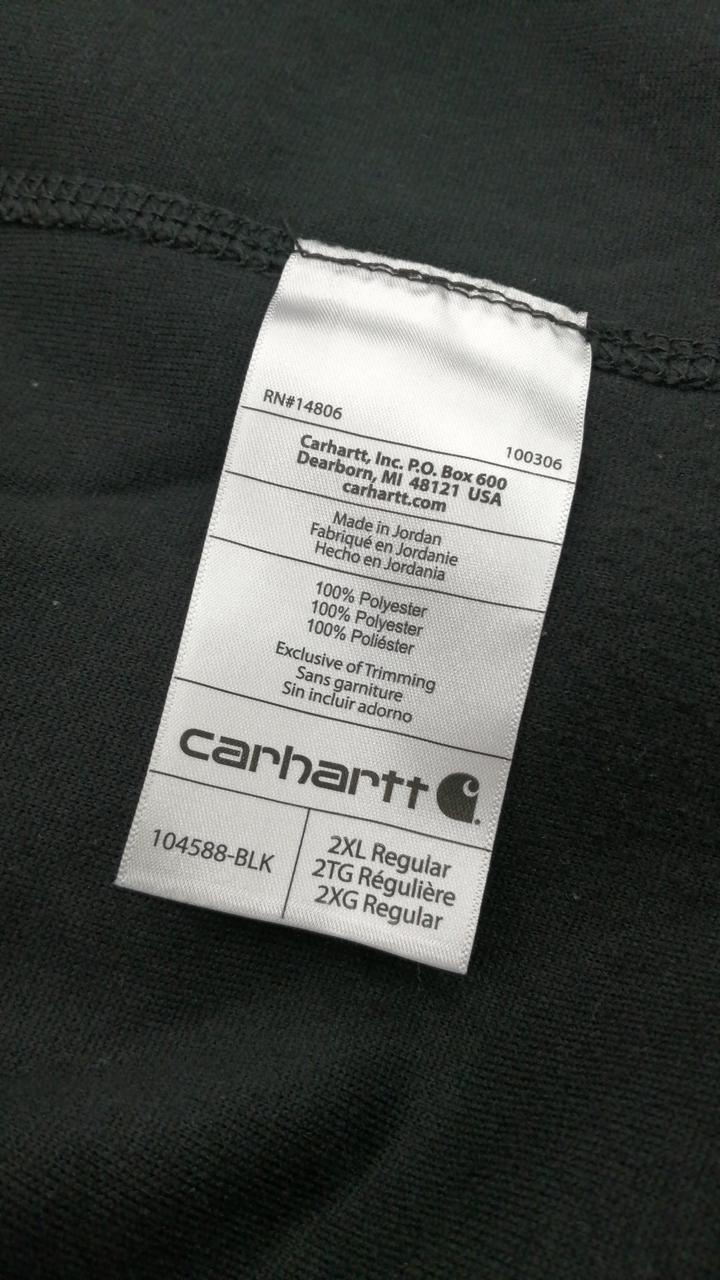 RN#14806
100306
Carhartt, Inc. P.O. Box 600
Dearborn, MI 48121 USA
carhartt.com
Made in Jordan
Fabriqué en Jordanie
Hecho en Jordania
100% Polyester
100% Polyester
100% Poliéster
Exclusive of Trimming
Sans garniture
Sin incluir adorno
carhartt
104588-BLK
2XL Regular
2TG Régulière
2XG Regular